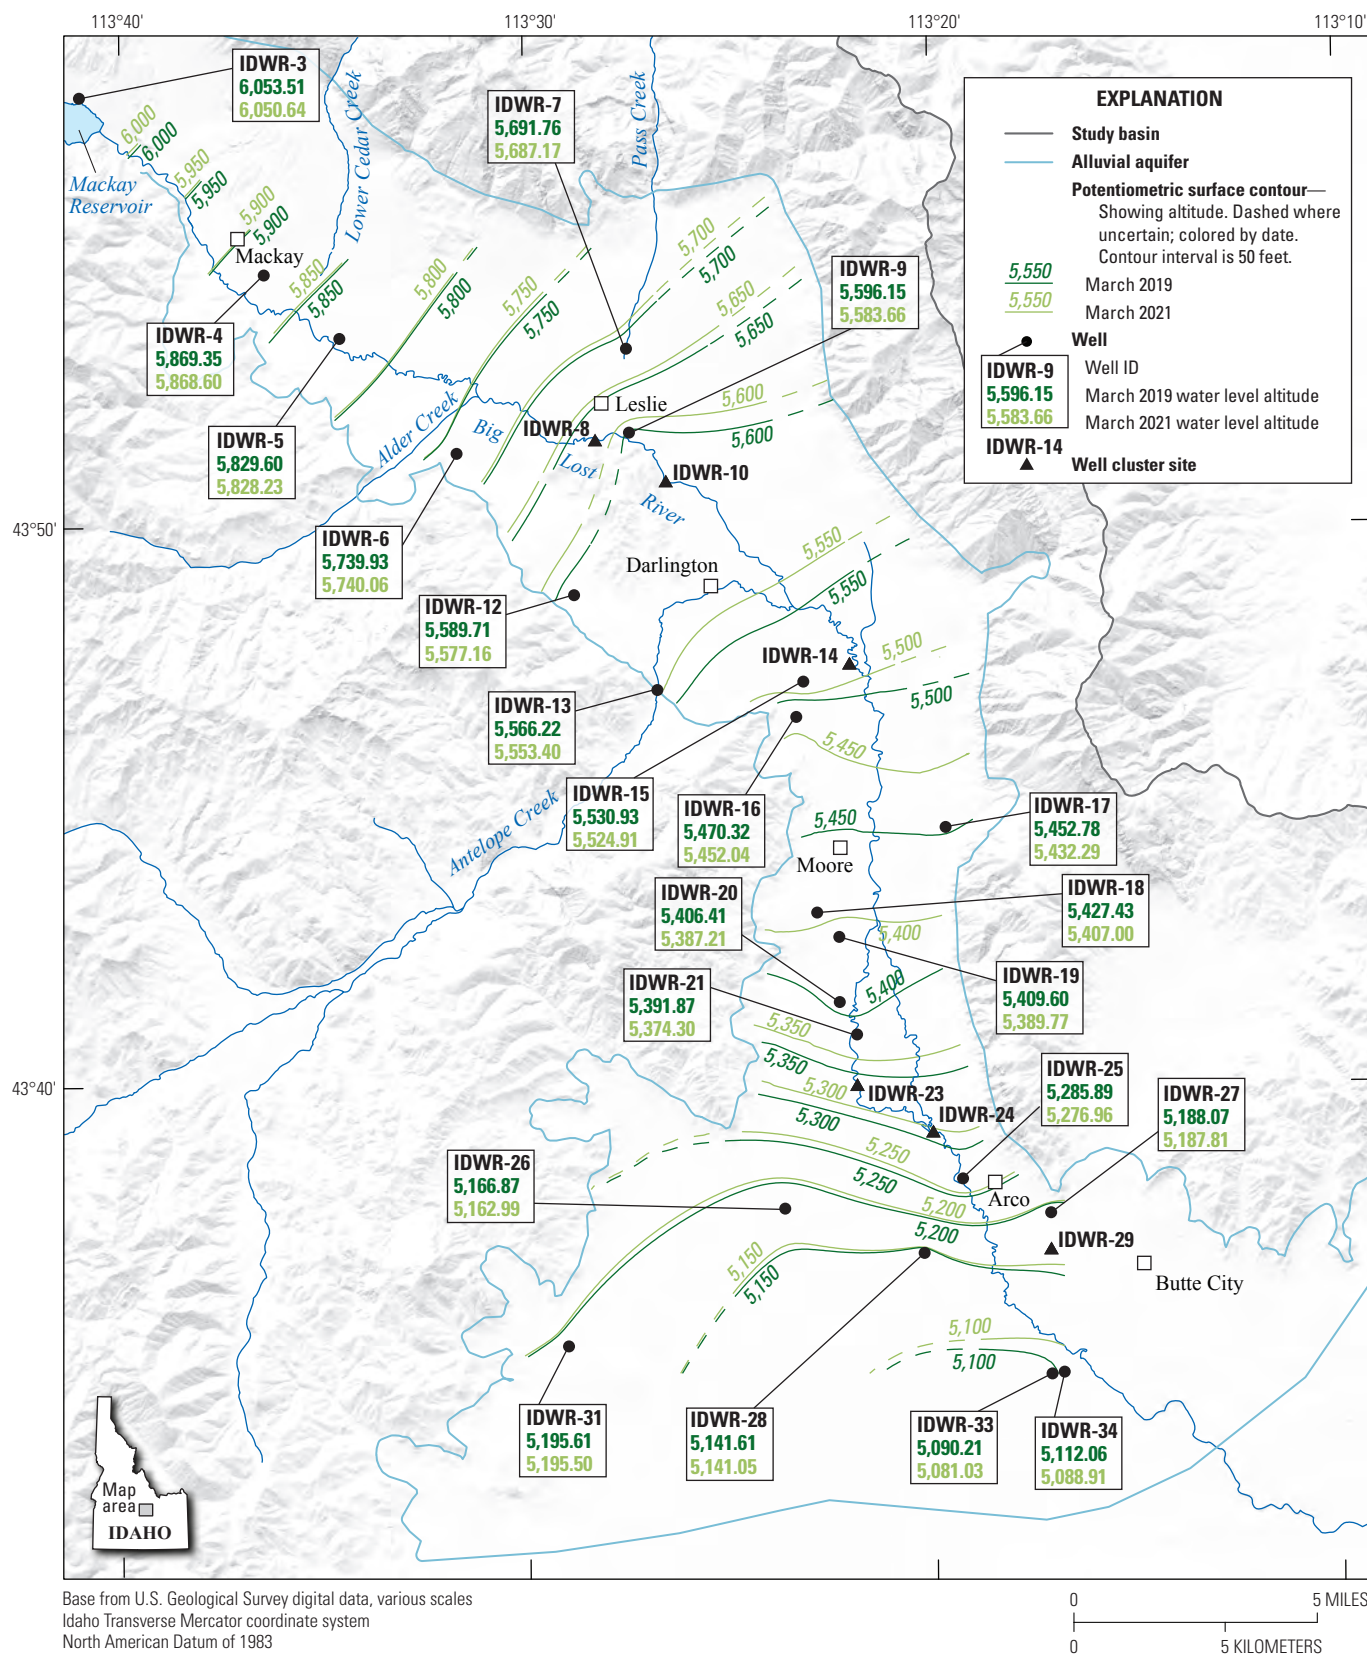 113°40'
113°30'
113°20'
113°10'
IDWR-3
6,053.51
6,050.64
Lower Cedar Creek
IDWR-7
5,691.76
5,687.17
Pass Creek
EXPLANATION
Study basin
Alluvial aquifer
Potentiometric surface contour—
Showing altitude. Dashed where
uncertain; colored by date.
Contour interval is 50 feet.
5,550
March 2019
5,550
March 2021
Well
IDWR-9
5,596.15
5,583.66
Well ID
March 2019 water level altitude
March 2021 water level altitude
IDWR-14
Well cluster site
6,000
6,000
Mackay
Reservoir
5,950
5,950
5,900
5,900
Mackay
5,850
5,850
5,800
5,800
5,750
5,750
5,700
5,700
5,650
5,650
IDWR-9
5,596.15
5,583.66
IDWR-4
5,869.35
5,868.60
IDWR-5
5,829.60
5,828.23
Alder Creek
Big
Lost
River
Leslie
IDWR-8
5,600
5,600
IDWR-10
43°50'
IDWR-6
5,739.93
5,740.06
Darlington
5,550
5,550
IDWR-12
5,589.71
5,577.16
IDWR-14
5,500
5,500
IDWR-13
5,566.22
5,553.40
5,450
IDWR-15
5,530.93
5,524.91
IDWR-16
5,470.32
5,452.04
5,450
IDWR-17
5,452.78
5,432.29
Antelope Creek
Moore
IDWR-20
5,406.41
5,387.21
IDWR-18
5,427.43
5,407.00
5,400
IDWR-21
5,391.87
5,374.30
5,400
IDWR-19
5,409.60
5,389.77
5,350
5,350
43°40'
5,300
5,300
IDWR-23
IDWR-24
IDWR-25
5,285.89
5,276.96
IDWR-27
5,188.07
5,187.81
IDWR-26
5,166.87
5,162.99
5,250
5,250
Arco
5,200
5,200
IDWR-29
Butte City
5,150
5,150
5,100
5,100
IDWR-31
5,195.61
5,195.50
IDWR-28
5,141.61
5,141.05
IDWR-33
5,090.21
5,081.03
IDWR-34
5,112.06
5,088.91
Map
area
IDAHO
Base from U.S. Geological Survey digital data, various scales
Idaho Transverse Mercator coordinate system
North American Datum of 1983
0
5 MILES
0
5 KILOMETERS